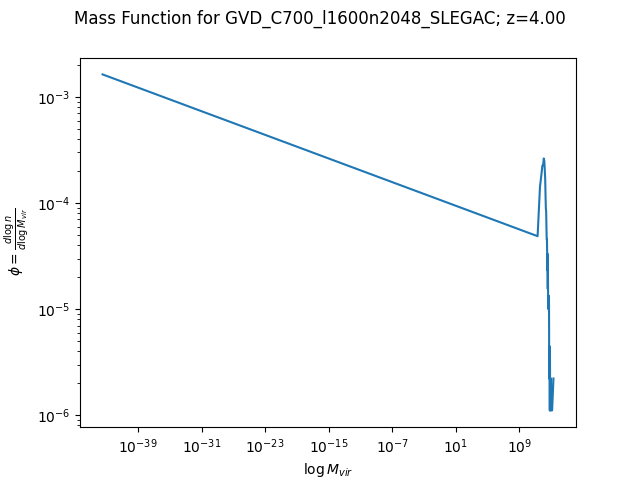 Mass Function for GVD_C700_l1600n2048_SLEGAC; z=4.00
10⁻³
10⁻⁴
10⁻⁵
10⁻⁶
ϕ = d log n / d log M_vir
10⁻³⁹ 10⁻³¹ 10⁻²³ 10⁻¹⁵ 10⁻⁷ 10¹ 10⁹
log M_vir